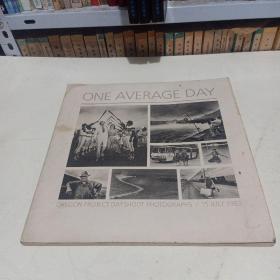 ONE AVERAGE DAY
OREGON PROJECT DAYSHOOT PHOTOGRAPHS / 15 JULY 1983